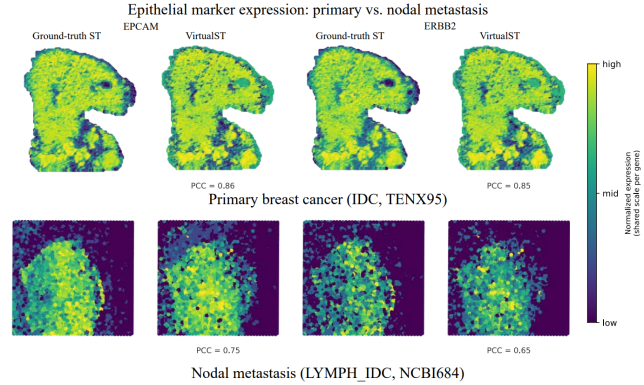 Epithelial marker expression: primary vs. nodal metastasis
EPCAM
ERBB2
Ground-truth ST
VirtualST
Ground-truth ST
VirtualST
high
mid
low
Normalized expression
(shared scale per gene)
PCC = 0.86
PCC = 0.85
Primary breast cancer (IDC, TENX95)
PCC = 0.75
PCC = 0.65
Nodal metastasis (LYMPH_IDC, NCBI684)